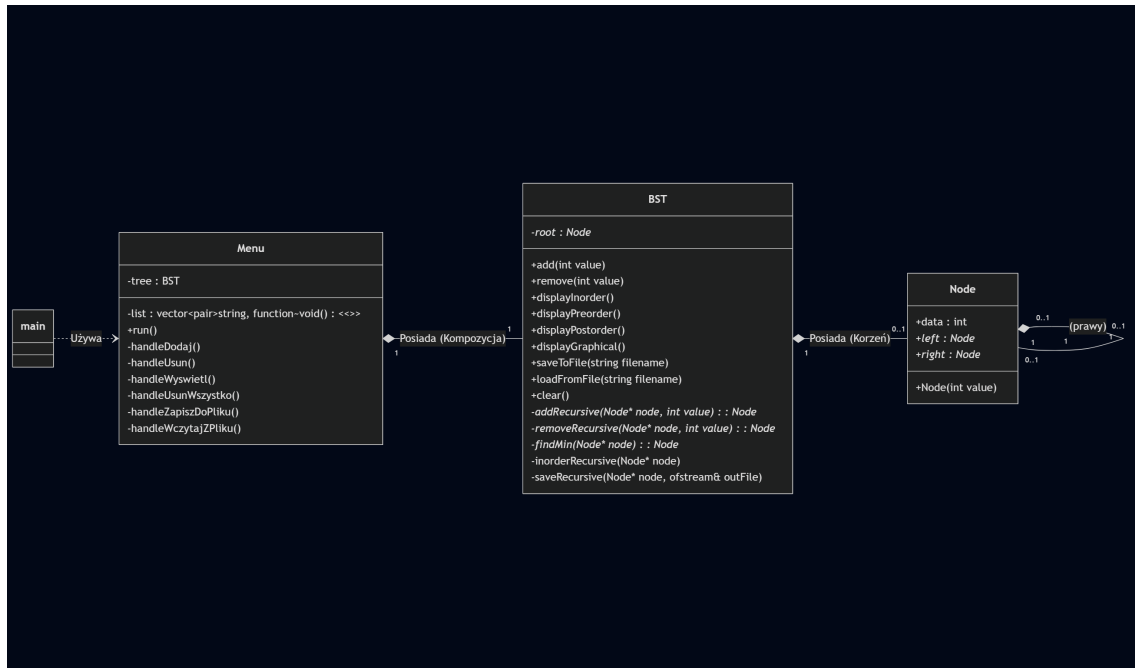 main
Używa
Menu
-tree : BST
-list : vector<pair>string, function~void() : <<>>
+run()
-handleDodaj()
-handleUsun()
-handleWyswietl()
-handleUsunWszystko()
-handleZapiszDoPliku()
-handleWczytajZPliku()
1
Posiada (Kompozycja)
1
BST
-root : Node
+add(int value)
+remove(int value)
+displayInorder()
+displayPreorder()
+displayPostorder()
+displayGraphical()
+saveToFile(string filename)
+loadFromFile(string filename)
+clear()
-addRecursive(Node* node, int value) : : Node
-removeRecursive(Node* node, int value) : : Node
-findMin(Node* node) : : Node
-inorderRecursive(Node* node)
-saveRecursive(Node* node, ofstream& outFile)
0..1
Posiada (Korzeń)
1
Node
+data : int
+left : Node
+right : Node
+Node(int value)
0..1
(prawy)
0..1
1
1
1
0..1